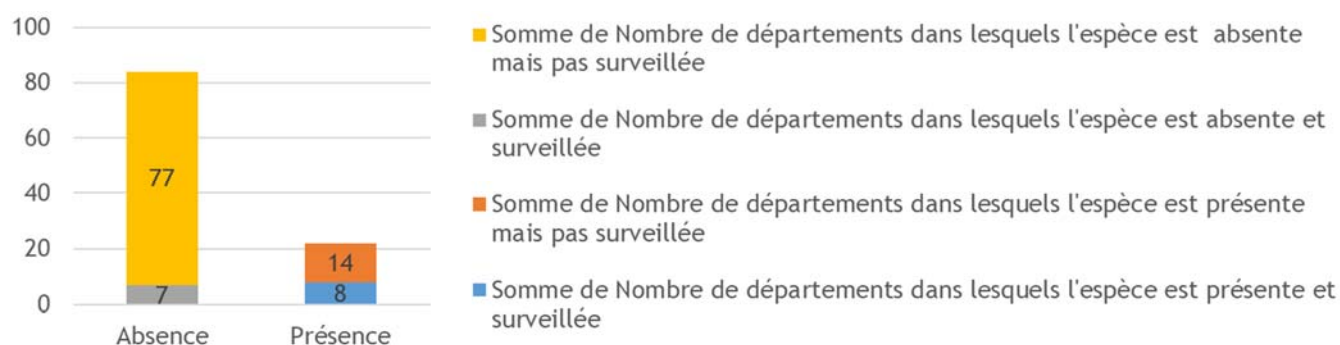 100
80
60
40
20
0
77
7
14
8
Absence
Présence
Somme de Nombre de départements dans lesquels l'espèce est absente
mais pas surveillée
Somme de Nombre de départements dans lesquels l'espèce est absente et
surveillée
Somme de Nombre de départements dans lesquels l'espèce est présente
mais pas surveillée
Somme de Nombre de départements dans lesquels l'espèce est présente et
surveillée